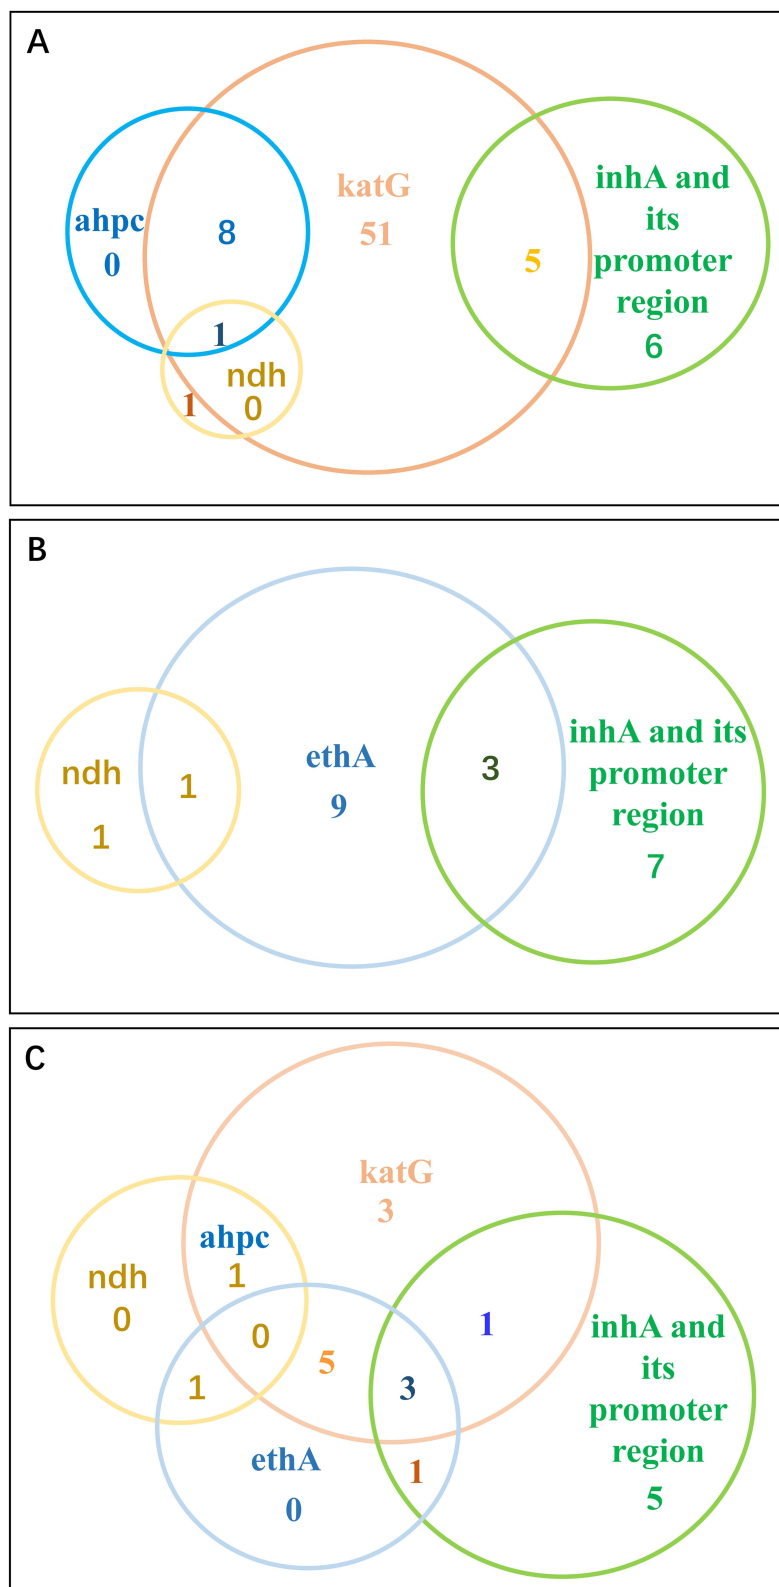 A
katG
51
ahpc
0
8
1
ndh
0
1
5
inhA and
its
promoter
region
6
B
ndh
1
1
ethA
9
3
inhA and its
promoter
region
7
C
katG
3
ahpc
1
ndh
0
0
1
5
3
1
1
ethA
0
inhA and
its
promoter
region
5